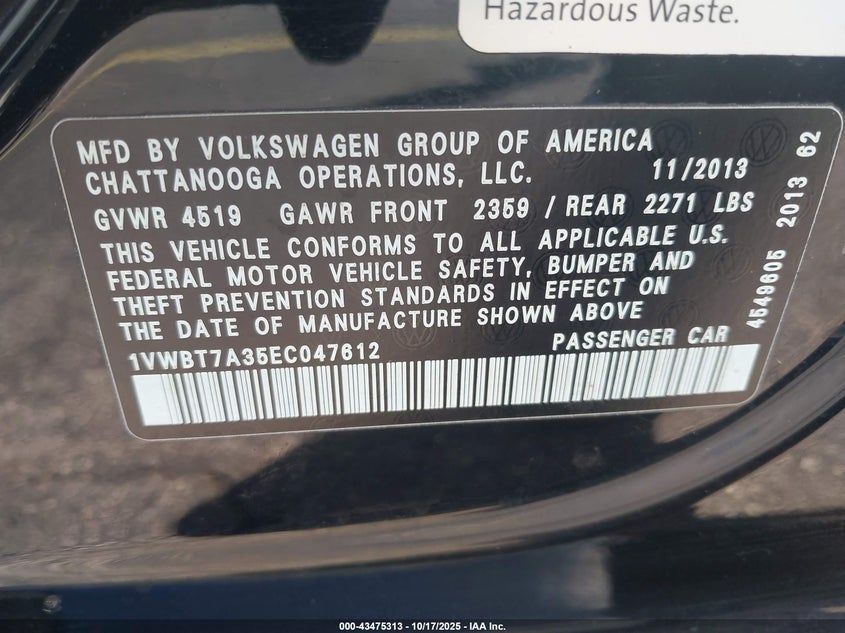 Hazardous Waste.
MFD BY VOLKSWAGEN GROUP OF AMERICA
CHATTANOOGA OPERATIONS, LLC. 11/2013
GVWR 4519 GAWR FRONT 2359 / REAR 2271 LBS
THIS VEHICLE CONFORMS TO ALL APPLICABLE U.S.
FEDERAL MOTOR VEHICLE SAFETY, BUMPER AND
THEFT PREVENTION STANDARDS IN EFFECT ON
THE DATE OF MANUFACTURE SHOWN ABOVE
1VWBT7A35EC047612 PASSENGER CAR
4549605 2013 62
000-43475313 - 10/17/2025 - IAA Inc.